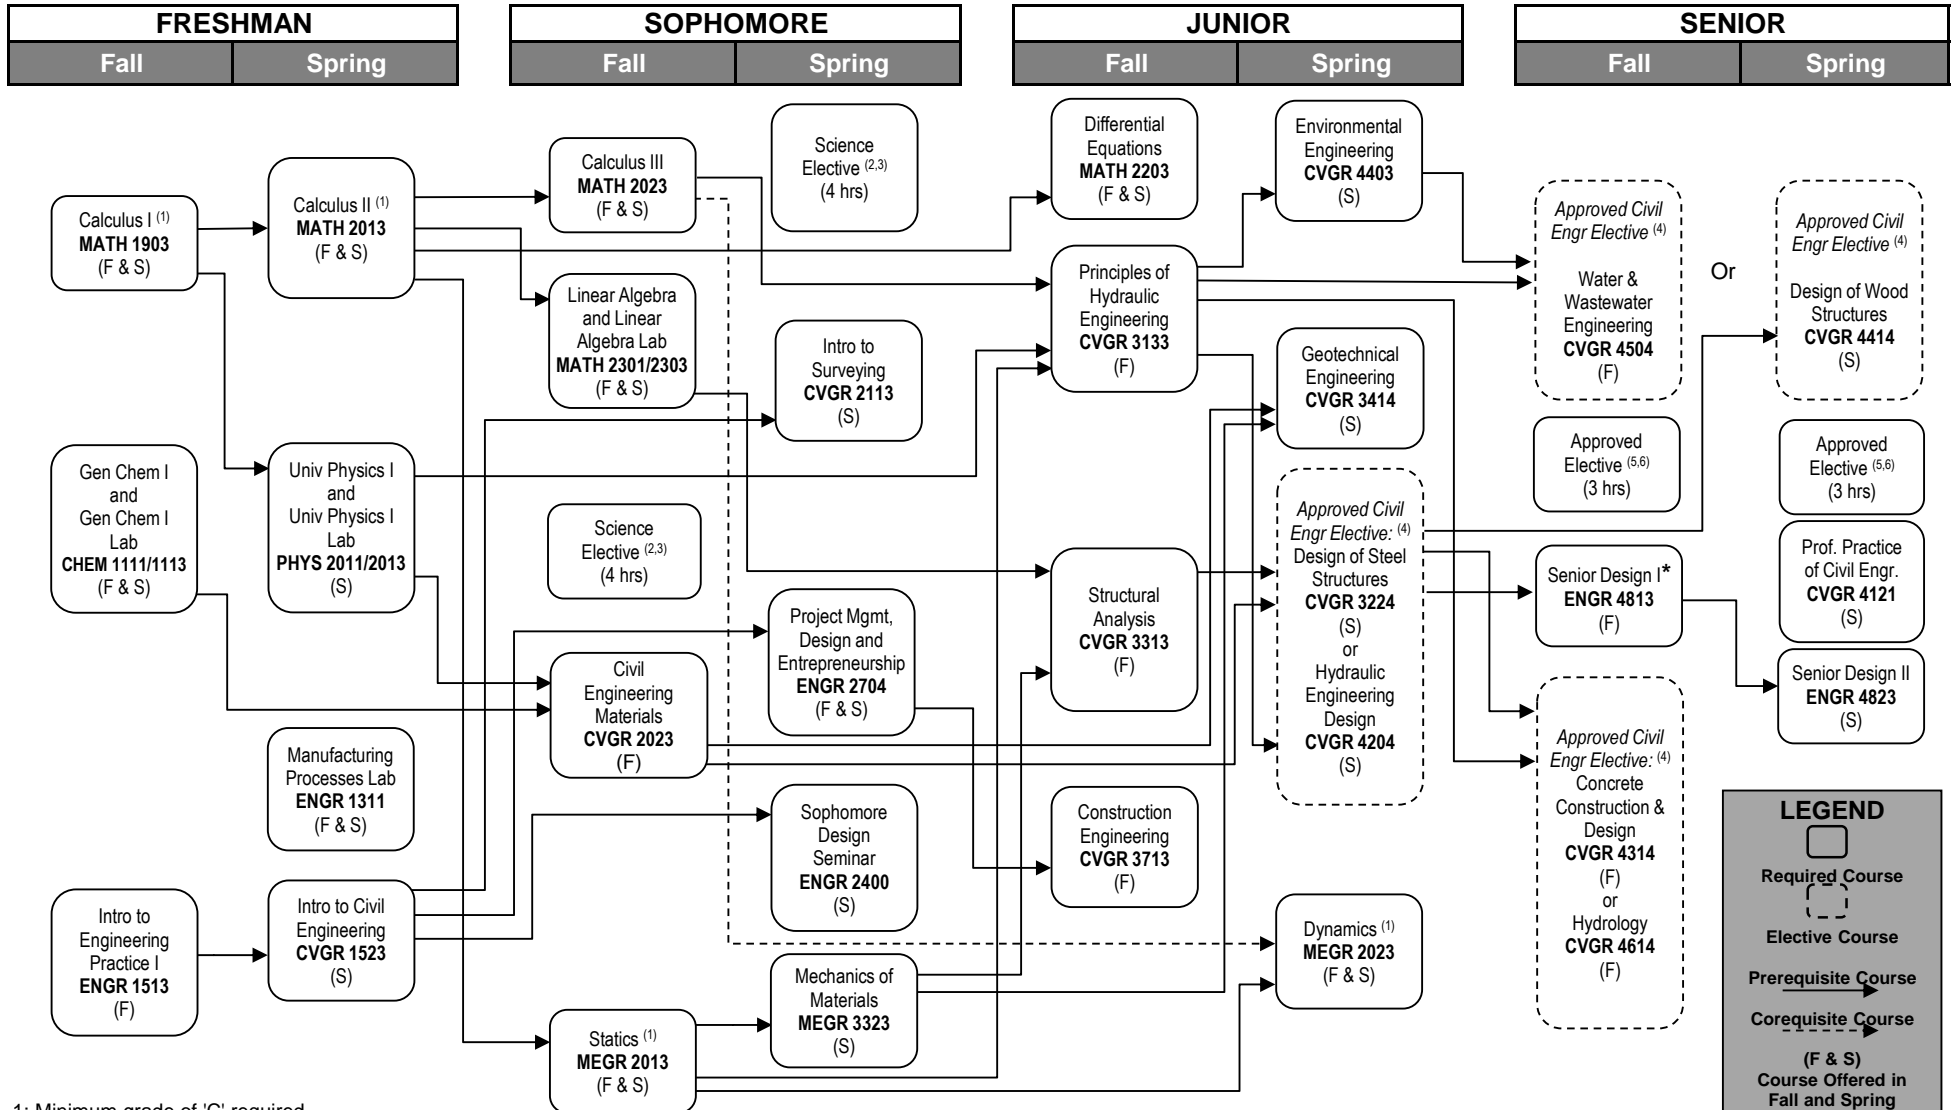 FRESHMAN
SOPHOMORE
JUNIOR
SENIOR
Fall
Spring
Fall
Spring
Fall
Spring
Fall
Spring
Calculus I (1)
MATH 1903
(F & S)
Gen Chem I
and
Gen Chem I
Lab
CHEM 1111/1113
(F & S)
Intro to
Engineering
Practice I
ENGR 1513
(F)
Calculus II (1)
MATH 2013
(F & S)
Univ Physics I
and
Univ Physics I
Lab
PHYS 2011/2013
(S)
Manufacturing
Processes Lab
ENGR 1311
(F & S)
Intro to Civil
Engineering
CVGR 1523
(S)
Calculus III
MATH 2023
(F & S)
Linear Algebra
and Linear
Algebra Lab
MATH 2301/2303
(F & S)
Science
Elective (2,3)
(4 hrs)
Civil
Engineering
Materials
CVGR 2023
(F)
Statics (1)
MEGR 2013
(F & S)
Science
Elective (2,3)
(4 hrs)
Intro to
Surveying
CVGR 2113
(S)
Project Mgmt,
Design and
Entrepreneurship
ENGR 2704
(F & S)
Sophomore
Design
Seminar
ENGR 2400
(S)
Mechanics of
Materials
MEGR 3323
(S)
Differential
Equations
MATH 2203
(F & S)
Principles of
Hydraulic
Engineering
CVGR 3133
(F)
Structural
Analysis
CVGR 3313
(F)
Construction
Engineering
CVGR 3713
(F)
Environmental
Engineering
CVGR 4403
(S)
Geotechnical
Engineering
CVGR 3414
(S)
Approved Civil
Engr Elective: (4)
Design of Steel
Structures
CVGR 3224
(S)
or
Hydraulic
Engineering
Design
CVGR 4204
(S)
Dynamics (1)
MEGR 2023
(F & S)
Approved Civil
Engr Elective (4)
Water &
Wastewater
Engineering
CVGR 4504
(F)
Or
Approved Elective (5,6)
(3 hrs)
Senior Design I*
ENGR 4813
(F)
Approved Civil
Engr Elective: (4)
Concrete
Construction &
Design
CVGR 4314
(F)
or
Hydrology
CVGR 4614
(F)
Approved Civil
Engr Elective (4)
Design of Wood
Structures
CVGR 4414
(S)
Approved
Elective (5,6)
(3 hrs)
Prof. Practice
of Civil Engr.
CVGR 4121
(S)
Senior Design II
ENGR 4823
(S)
LEGEND
Required Course
Elective Course
Prerequisite Course
Corequisite Course
(F & S)
Course Offered in
Fall and Spring
1: Minimum grade of 'C' required